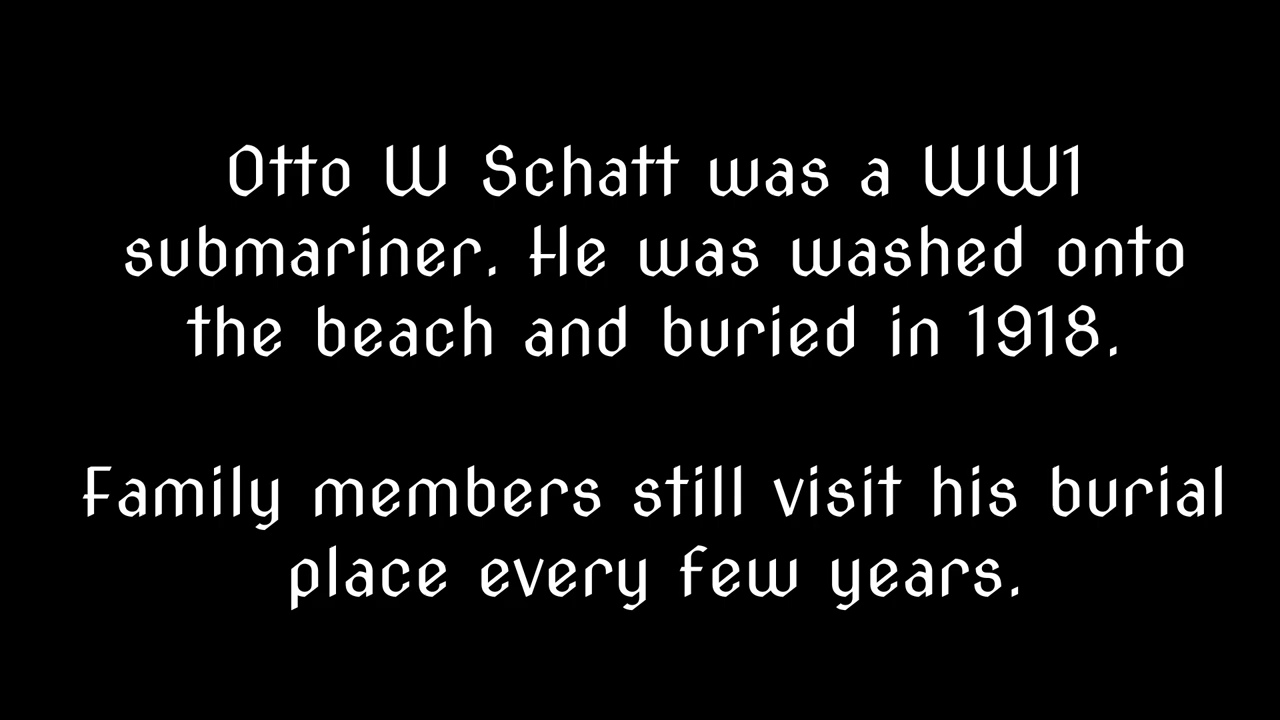 Otto W Schatt was a WW1
submariner. He was washed onto
the beach and buried in 1918.
Family members still visit his burial
place every few years.